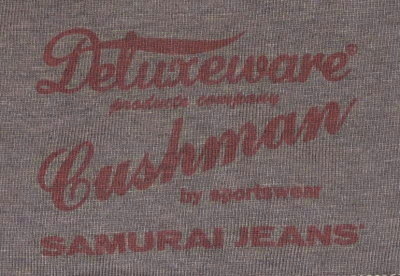 Deluxeware®
products company
Cushman
by sportswear
SAMURAI JEANS